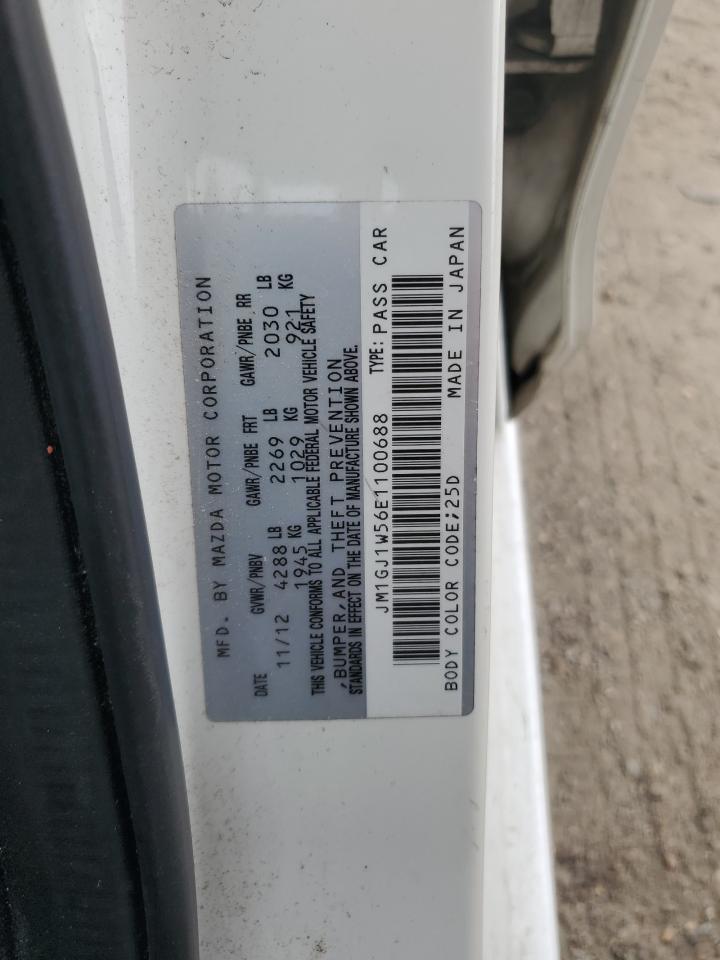 MFD. BY MAZDA MOTOR CORPORATION
DATE GVWR/PNBV GAWR/PNBE FRT GAWR/PNBE RR
11/12 4288 LB 2269 LB 2030 LB
1945 KG 1029 KG 921 KG
THIS VEHICLE CONFORMS TO ALL APPLICABLE FEDERAL MOTOR VEHICLE SAFETY
,BUMPER,AND THEFT PREVENTION
STANDARDS IN EFFECT ON THE DATE OF MANUFACTURE SHOWN ABOVE.
JM1GJ1W56E1100688 TYPE: PASS CAR
BODY COLOR CODE;25D MADE IN JAPAN